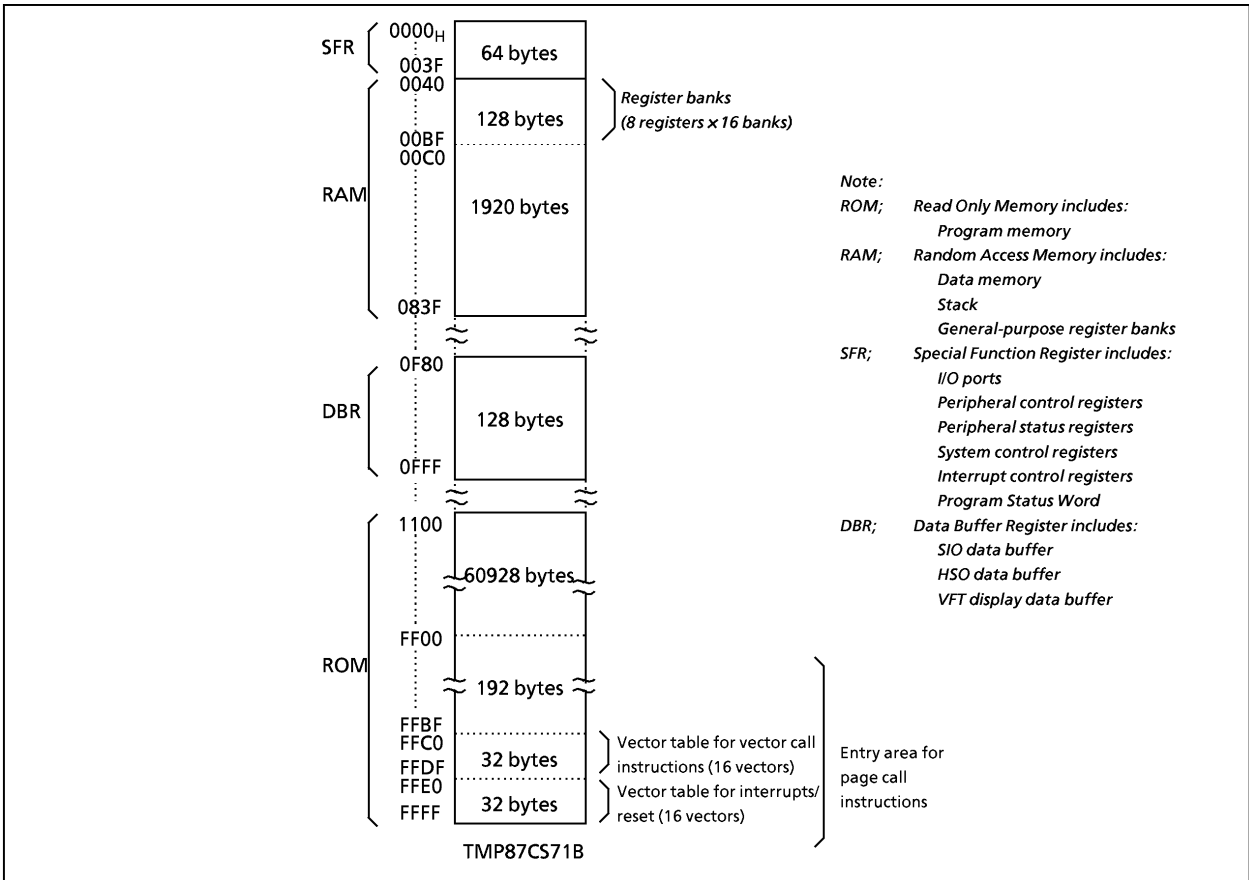 SFR
0000H
64 bytes
003F
0040
Register banks
(8 registers × 16 banks)
128 bytes
00BF
00C0
RAM
1920 bytes
083F
0F80
DBR
128 bytes
0FFF
1100
60928 bytes
FF00
ROM
192 bytes
FFBF
FFC0
32 bytes
FFDF
Vector table for vector call
instructions (16 vectors)
FFE0
32 bytes
FFFF
Vector table for interrupts/
reset (16 vectors)
Entry area for
page call
instructions
TMP87CS71B
Note:
ROM; Read Only Memory includes:
Program memory
RAM; Random Access Memory includes:
Data memory
Stack
General-purpose register banks
SFR; Special Function Register includes:
I/O ports
Peripheral control registers
Peripheral status registers
System control registers
Interrupt control registers
Program Status Word
DBR; Data Buffer Register includes:
SIO data buffer
HSO data buffer
VFT display data buffer